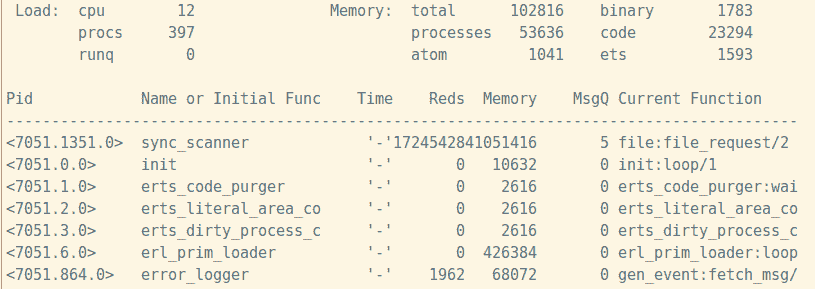 Load:  cpu        12               Memory:  total      102816    binary       1783
procs     397                        processes   53636    code        23294
runq        0                        atom         1041    ets          1593
Pid            Name or Initial Func    Time     Reds  Memory    MsgQ Current Function
----------------------------------------------------------------------------------------
<7051.1351.0>  sync_scanner             '-'1724542841051416       5 file:file_request/2
<7051.0.0>     init                     '-'       0   10632       0 init:loop/1
<7051.1.0>     erts_code_purger         '-'       0    2616       0 erts_code_purger:wai
<7051.2.0>     erts_literal_area_co     '-'       0    2616       0 erts_literal_area_co
<7051.3.0>     erts_dirty_process_c     '-'       0    2616       0 erts_dirty_process_c
<7051.6.0>     erl_prim_loader          '-'       0  426384       0 erl_prim_loader:loop
<7051.864.0>   error_logger             '-'    1962   68072       0 gen_event:fetch_msg/